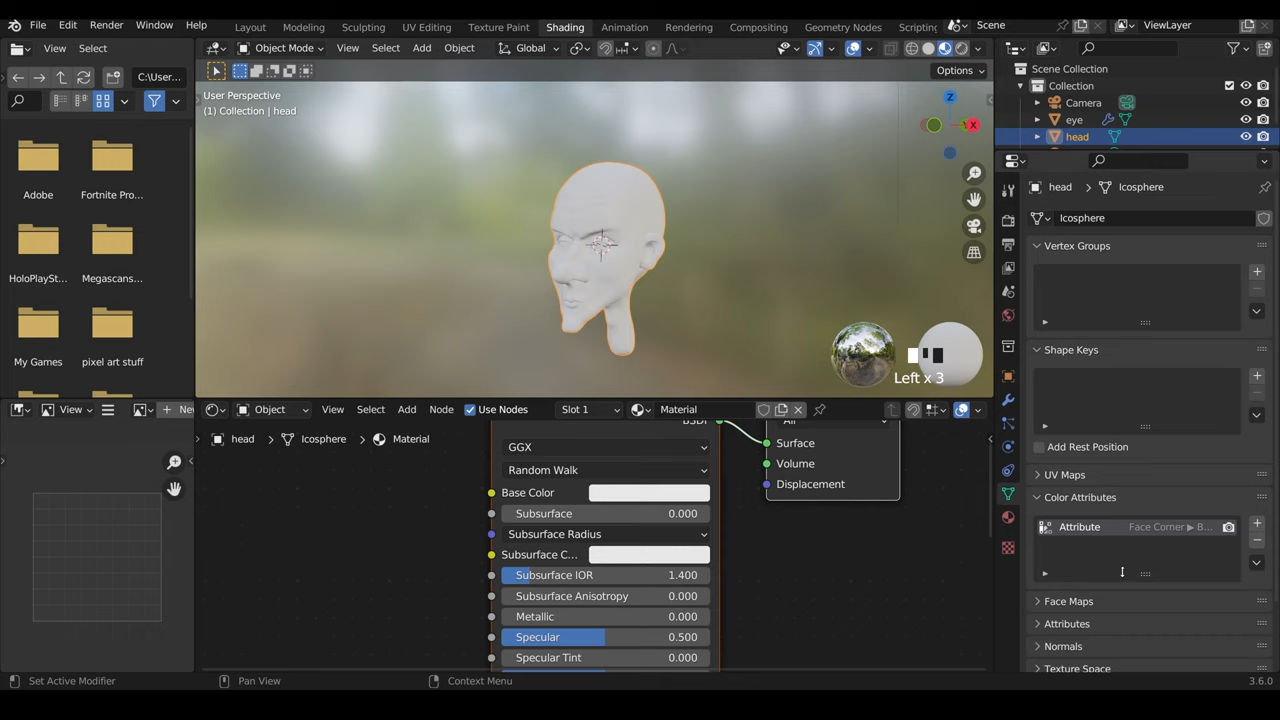 File Edit Render Window Help Layout Modeling Sculpting UV Editing Texture Paint Shading Animation Rendering Compositing Geometry Nodes Scripting Scene ViewLayer
View Select Object Mode View Select Add Object Global
C:\User... Options
User Perspective
(1) Collection | head
Adobe Fortnite Pro...
HoloPlaySt... Megascans...
My Games pixel art stuff
Z
X
Left x 3
Scene Collection
Collection
Camera
eye
head
head Icosphere
Icosphere
Vertex Groups
Shape Keys
Add Rest Position
UV Maps
Color Attributes
Attribute Face Corner ▶ B...
Face Maps
Attributes
Normals
Texture Space
View Nev Object View Select Add Node Use Nodes Slot 1 Material
head Icosphere Material
BSDF
GGX
Random Walk
Base Color
Subsurface 0.000
Subsurface Radius
Subsurface C...
Subsurface IOR 1.400
Subsurface Anisotropy 0.000
Metallic 0.000
Specular 0.500
Specular Tint 0.000
All
Surface
Volume
Displacement
Set Active Modifier Pan View Context Menu 3.6.0